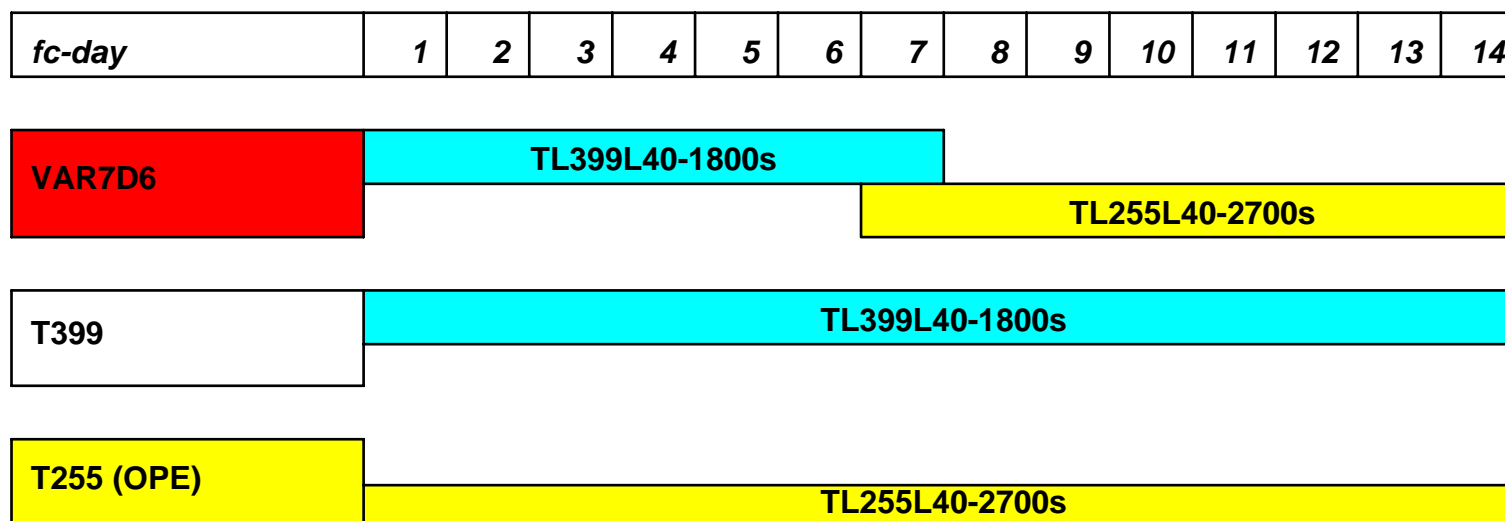 fc-day 1 2 3 4 5 6 7 8 9 10 11 12 13 14
VAR7D6 TL399L40-1800s
TL255L40-2700s
T399 TL399L40-1800s
T255 (OPE) TL255L40-2700s